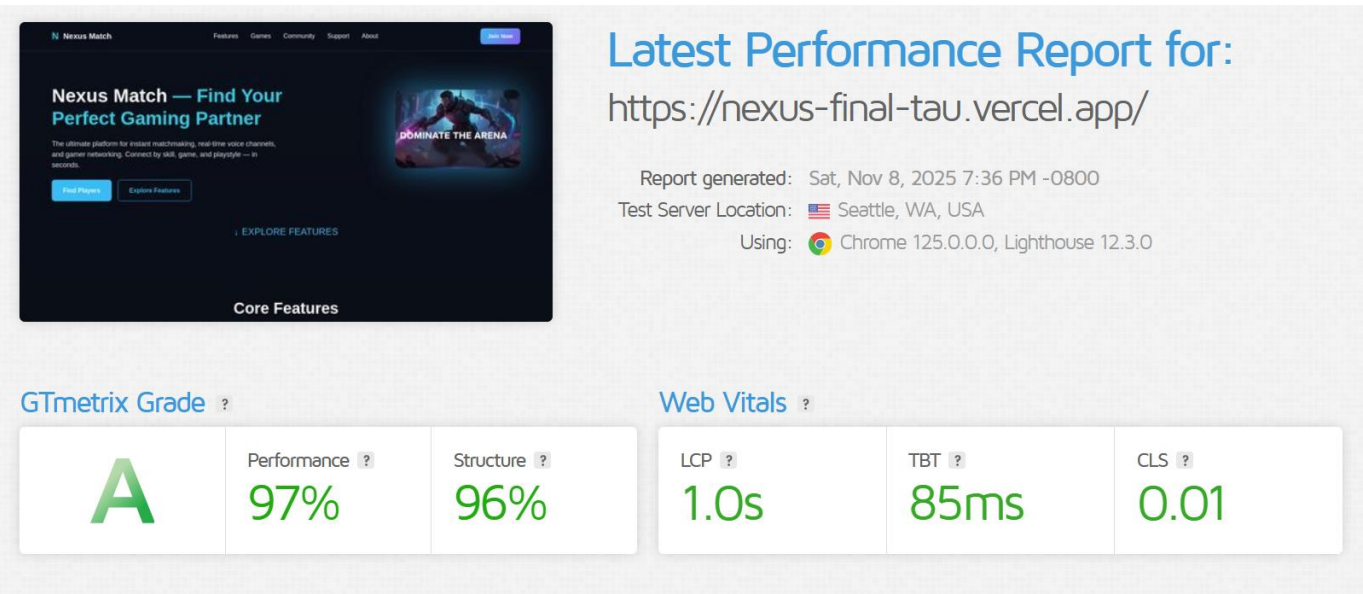 N Nexus Match
Features Games Community Support About
Join Now
Nexus Match — Find Your
Perfect Gaming Partner
The ultimate platform for instant matchmaking, real-time voice channels,
and gamer networking. Connect by skill, game, and playstyle — in
seconds.
Find Players Explore Features
DOMINATE THE ARENA
↓ EXPLORE FEATURES
Core Features
Latest Performance Report for:
https://nexus-final-tau.vercel.app/
Report generated: Sat, Nov 8, 2025 7:36 PM -0800
Test Server Location: Seattle, WA, USA
Using: Chrome 125.0.0.0, Lighthouse 12.3.0
GTmetrix Grade ?
A
Performance ?
97%
Structure ?
96%
Web Vitals ?
LCP ?
1.0s
TBT ?
85ms
CLS ?
0.01